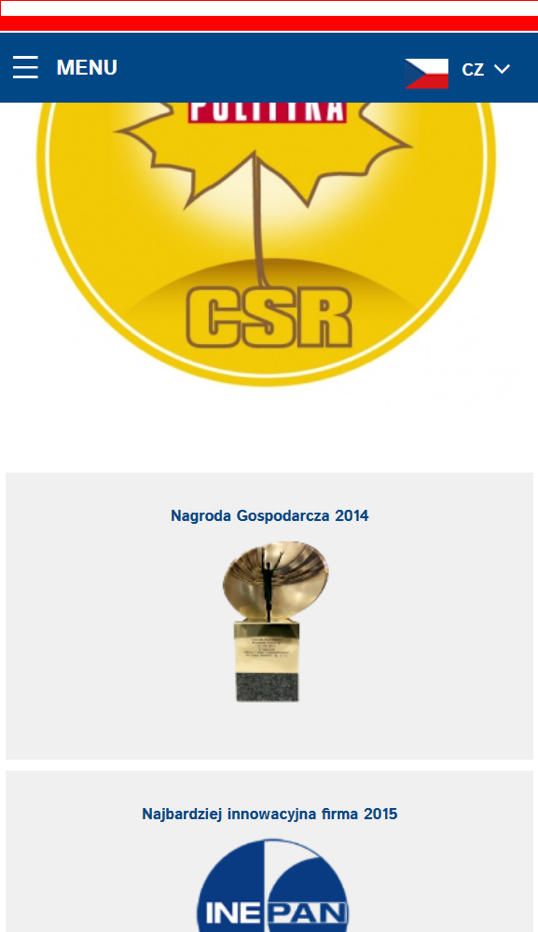 MENU
CZ
POLITYKA
CSR
Nagroda Gospodarcza 2014
Najbardziej innowacyjna firma 2015
INEPAN